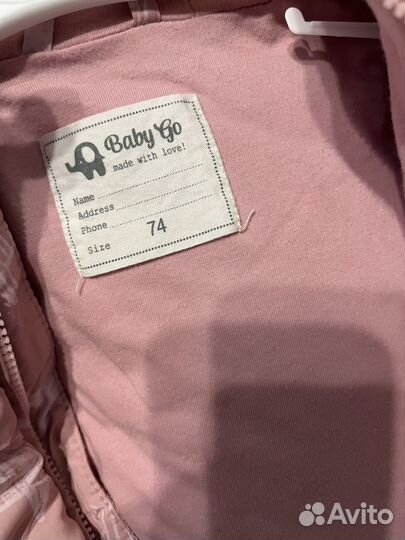 Baby Go
made with love!
Name
Address
Phone
Size 74
Avito